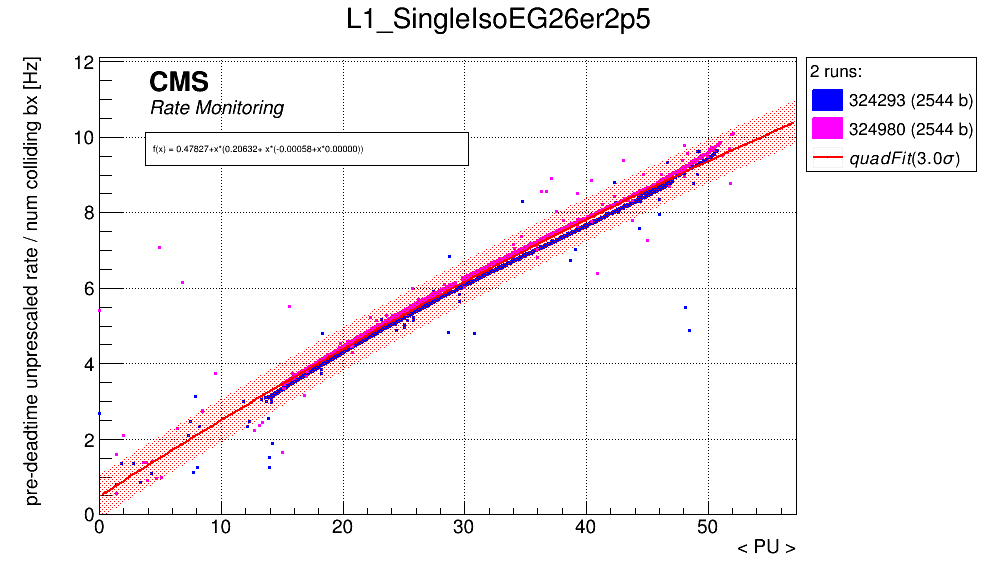 L1_SingleIsoEG26er2p5
pre-deadtime unprescaled rate / num colliding bx [Hz]
CMS
Rate Monitoring
f(x) = 0.47827+x*(0.20632+ x*(-0.00058+x*0.00000))
12
10
8
6
4
2
0
0 10 20 30 40 50
< PU >
2 runs:
324293 (2544 b)
324980 (2544 b)
quadFit(3.0σ)